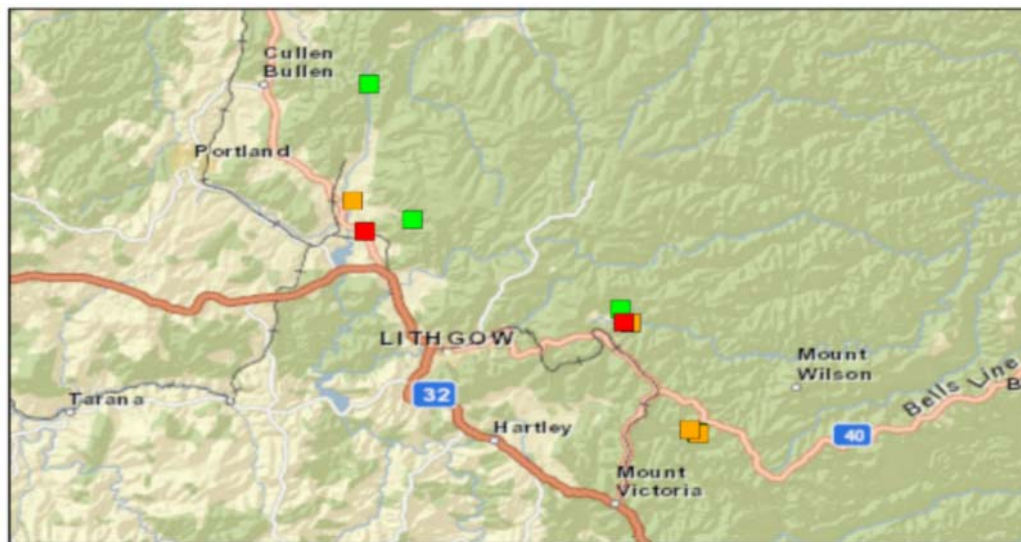 Cullen
Bullen
Portland
LITHGOW
Mount
Wilson
Tarana
32
Bells Line
B
Hartley
40
Mount
Victoria